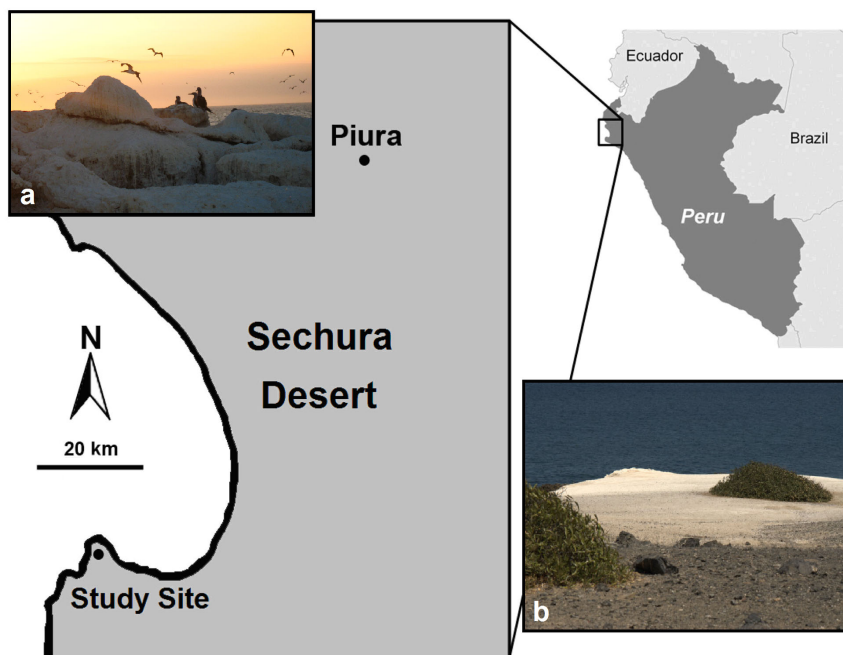 a
Piura
Sechura
Desert
N
20 km
Study Site
Ecuador
Brazil
Peru
b